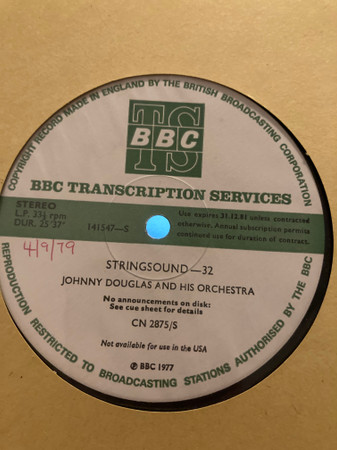 COPYRIGHT RECORD MADE IN ENGLAND BY THE BRITISH BROADCASTING CORPORATION
TS
BBC
BBC TRANSCRIPTION SERVICES
STEREO
L.P. 33⅓ rpm
DUR. 25'37"
141547—S
Use expires 31.12.81 unless contracted
otherwise. Annual subscription permits
continued use for duration of contract.
4/9/79
STRINGSOUND—32
JOHNNY DOUGLAS AND HIS ORCHESTRA
No announcements on disk:
See cue sheet for details
CN 2875/S
Not available for use in the USA
℗ BBC 1977
REPRODUCTION RESTRICTED TO BROADCASTING STATIONS AUTHORISED BY THE BBC